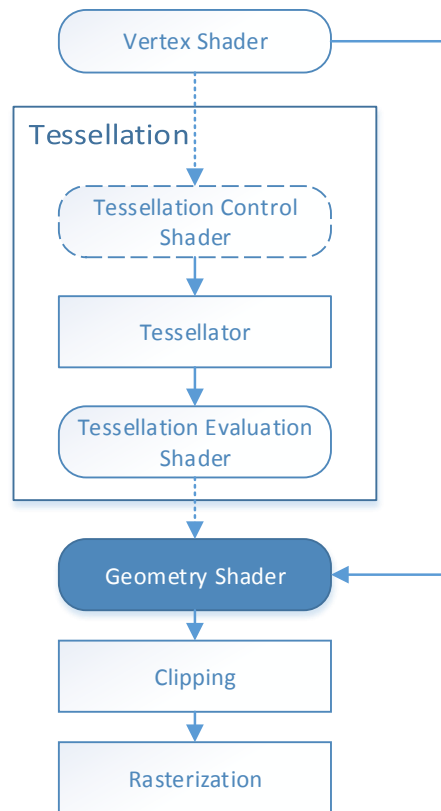 Vertex Shader
Tessellation
Tessellation Control
Shader
Tessellator
Tessellation Evaluation
Shader
Geometry Shader
Clipping
Rasterization